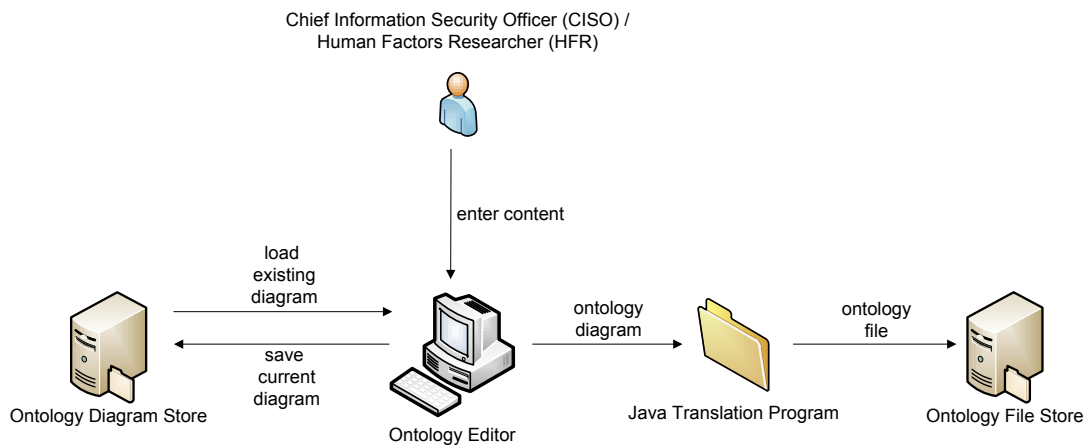 Chief Information Security Officer (CISO) /
Human Factors Researcher (HFR)
enter content
load
existing
diagram
save
current
diagram
ontology
diagram
ontology
file
Ontology Diagram Store
Ontology Editor
Java Translation Program
Ontology File Store